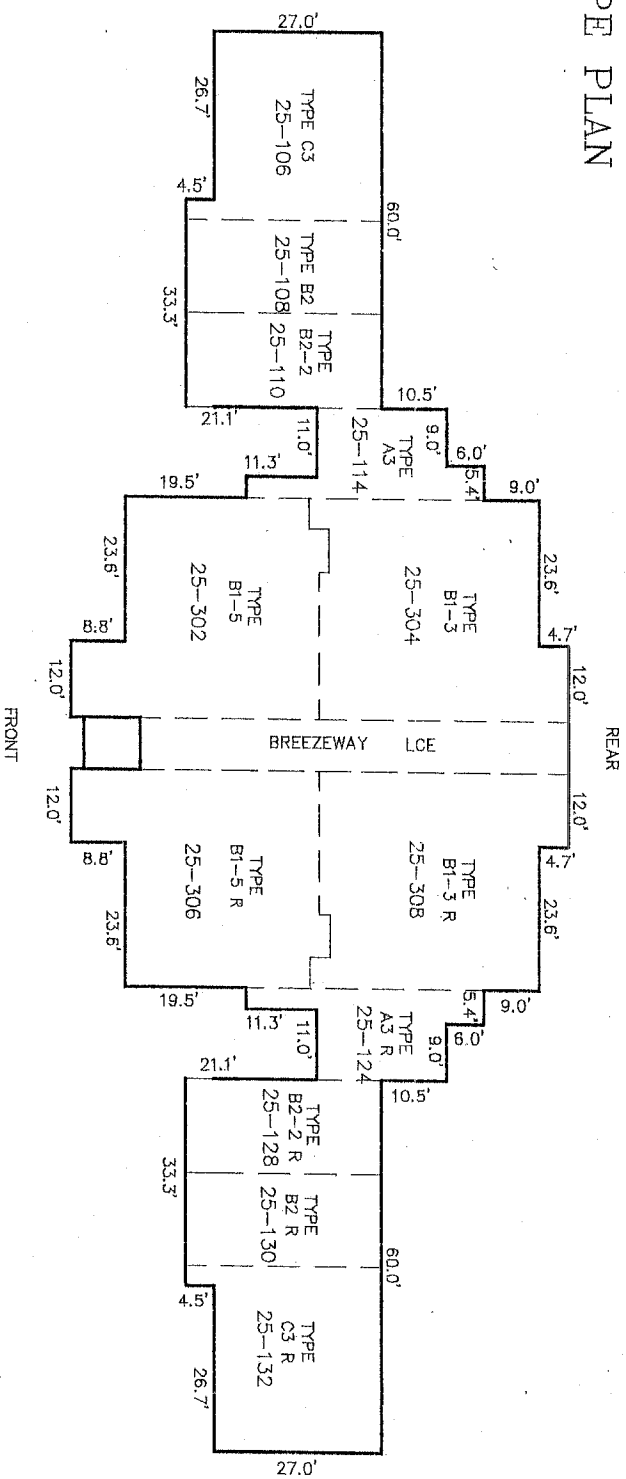 PE PLAN
27.0'
26.7'
TYPE C3
25-106
4.5'
60.0'
TYPE B2
25-108
33.3'
TYPE
B2-2
25-110
21.1'
11.0'
10.5'
9.0'
TYPE
A3
25-114
6.0'
5.4'
9.0'
11.3'
19.5'
23.6'
TYPE
B1-5
25-302
TYPE
B1-3
25-304
23.6'
4.7'
8.8'
12.0'
12.0'
REAR
BREEZEWAY LCE
FRONT
12.0'
12.0'
8.8'
4.7'
23.6'
TYPE
B1-5 R
25-306
TYPE
B1-3 R
25-308
23.6'
19.5'
11.3'
11.0'
9.0'
5.4'
6.0'
9.0'
TYPE
A3 R
25-124
10.5'
21.1'
TYPE
B2-2 R
25-128
33.3'
TYPE
B2 R
25-130
60.0'
4.5'
TYPE
C3 R
25-132
26.7'
27.0'